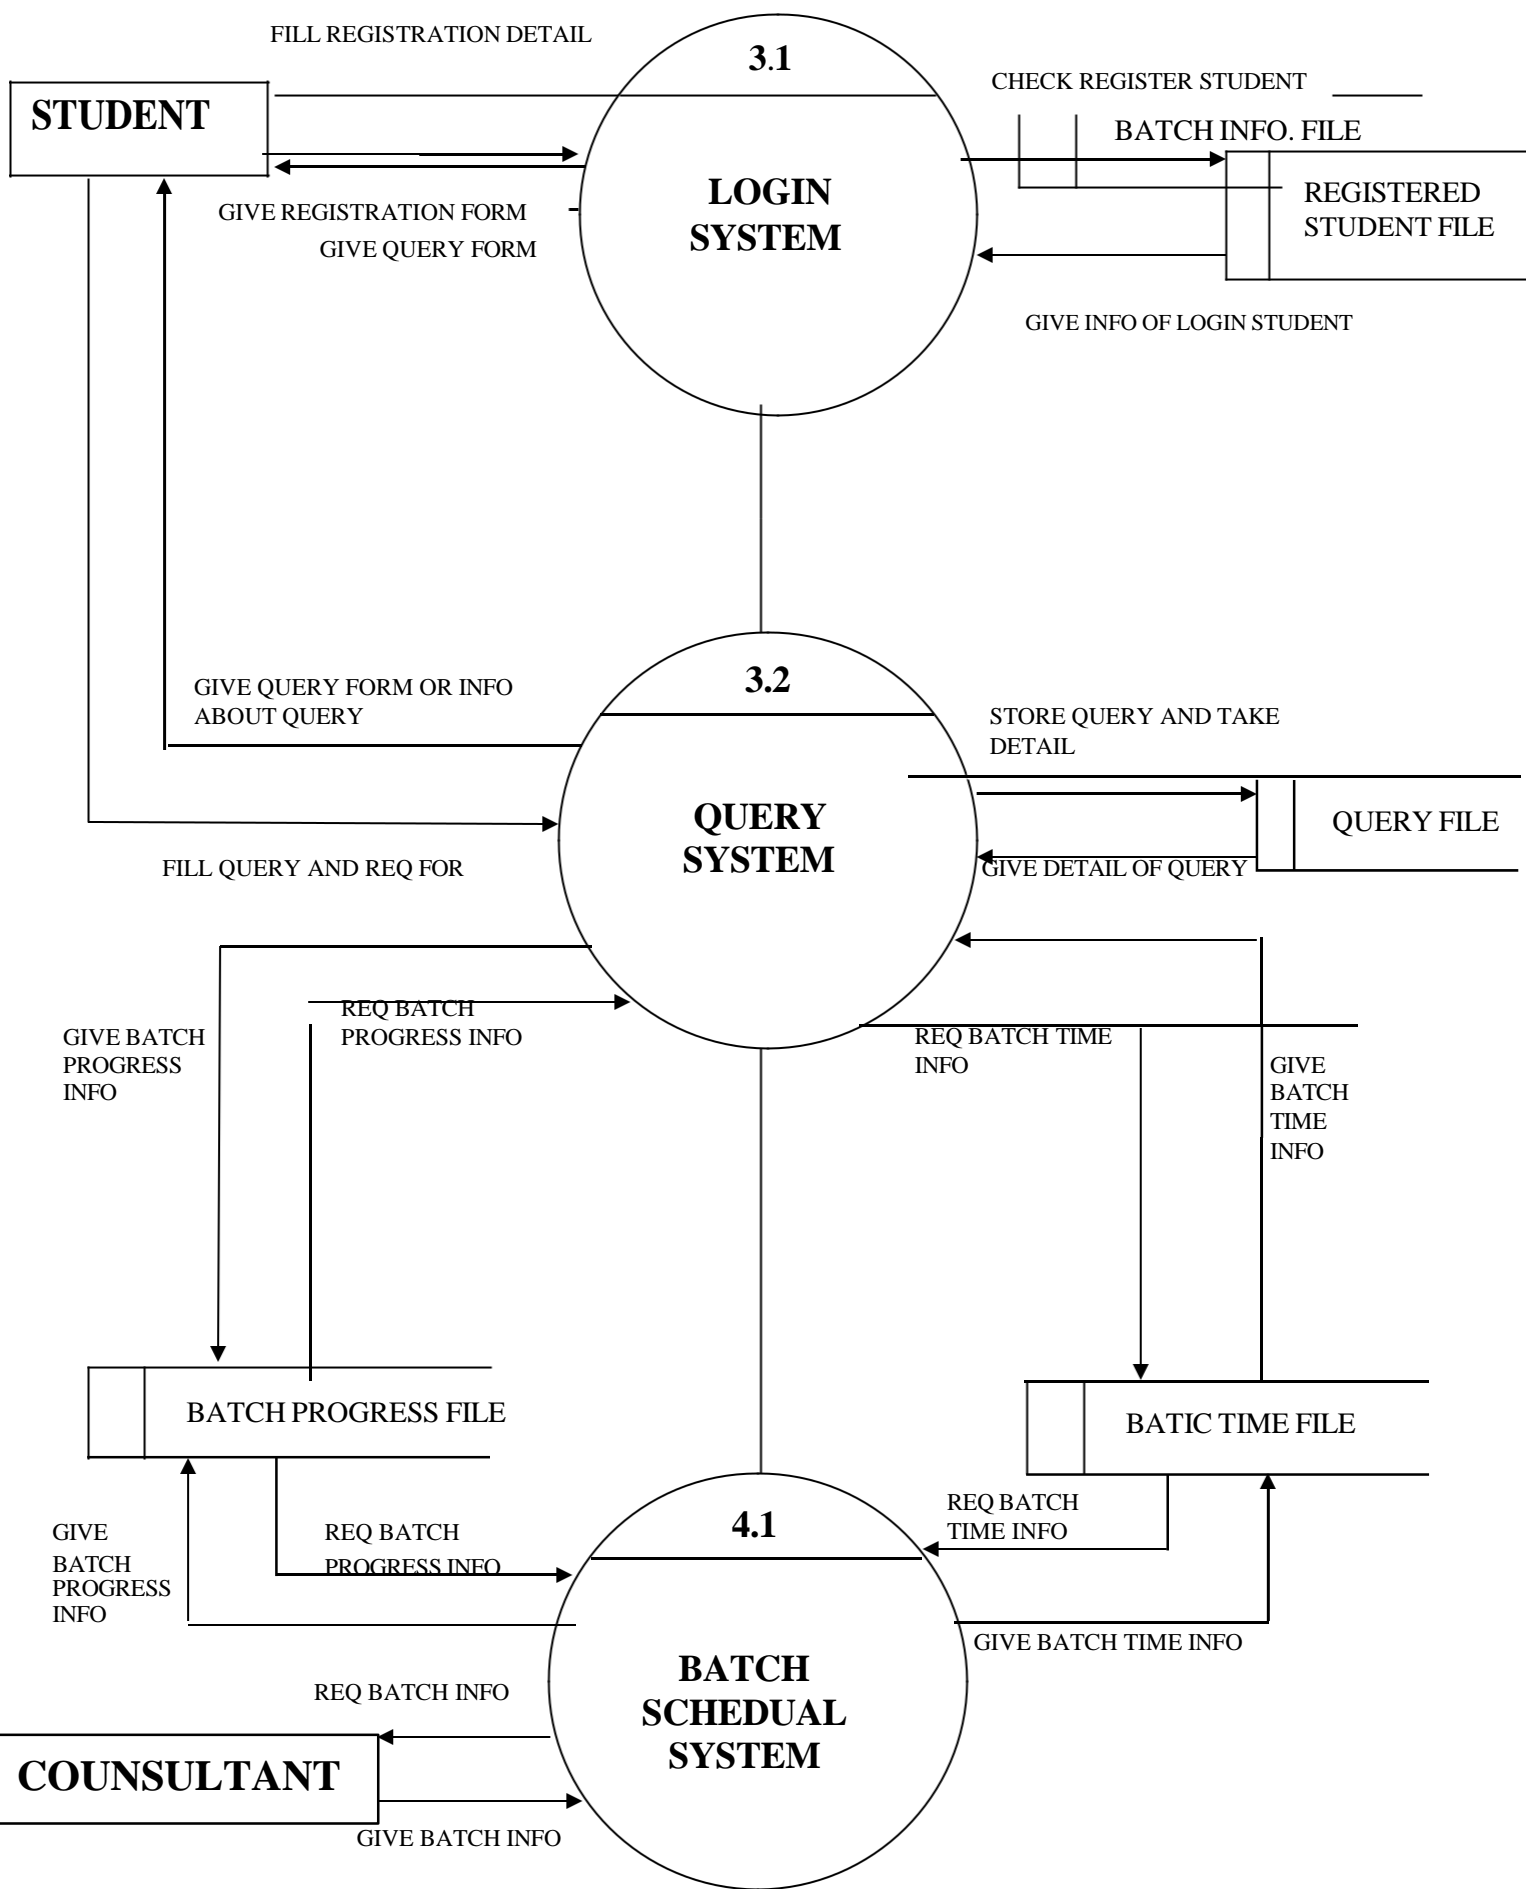 FILL REGISTRATION DETAIL
3.1
CHECK REGISTER STUDENT
STUDENT
BATCH INFO. FILE
LOGIN
SYSTEM
REGISTERED
STUDENT FILE
GIVE REGISTRATION FORM
GIVE QUERY FORM
GIVE INFO OF LOGIN STUDENT
3.2
GIVE QUERY FORM OR INFO
ABOUT QUERY
STORE QUERY AND TAKE
DETAIL
QUERY
SYSTEM
QUERY FILE
FILL QUERY AND REQ FOR
GIVE DETAIL OF QUERY
REQ BATCH
PROGRESS INFO
GIVE BATCH
PROGRESS
INFO
REQ BATCH TIME
INFO
GIVE
BATCH
TIME
INFO
BATCH PROGRESS FILE
BATIC TIME FILE
GIVE
BATCH
PROGRESS
INFO
REQ BATCH
PROGRESS INFO
4.1
REQ BATCH
TIME INFO
GIVE BATCH TIME INFO
BATCH
SCHEDUAL
SYSTEM
REQ BATCH INFO
COUNSULTANT
GIVE BATCH INFO